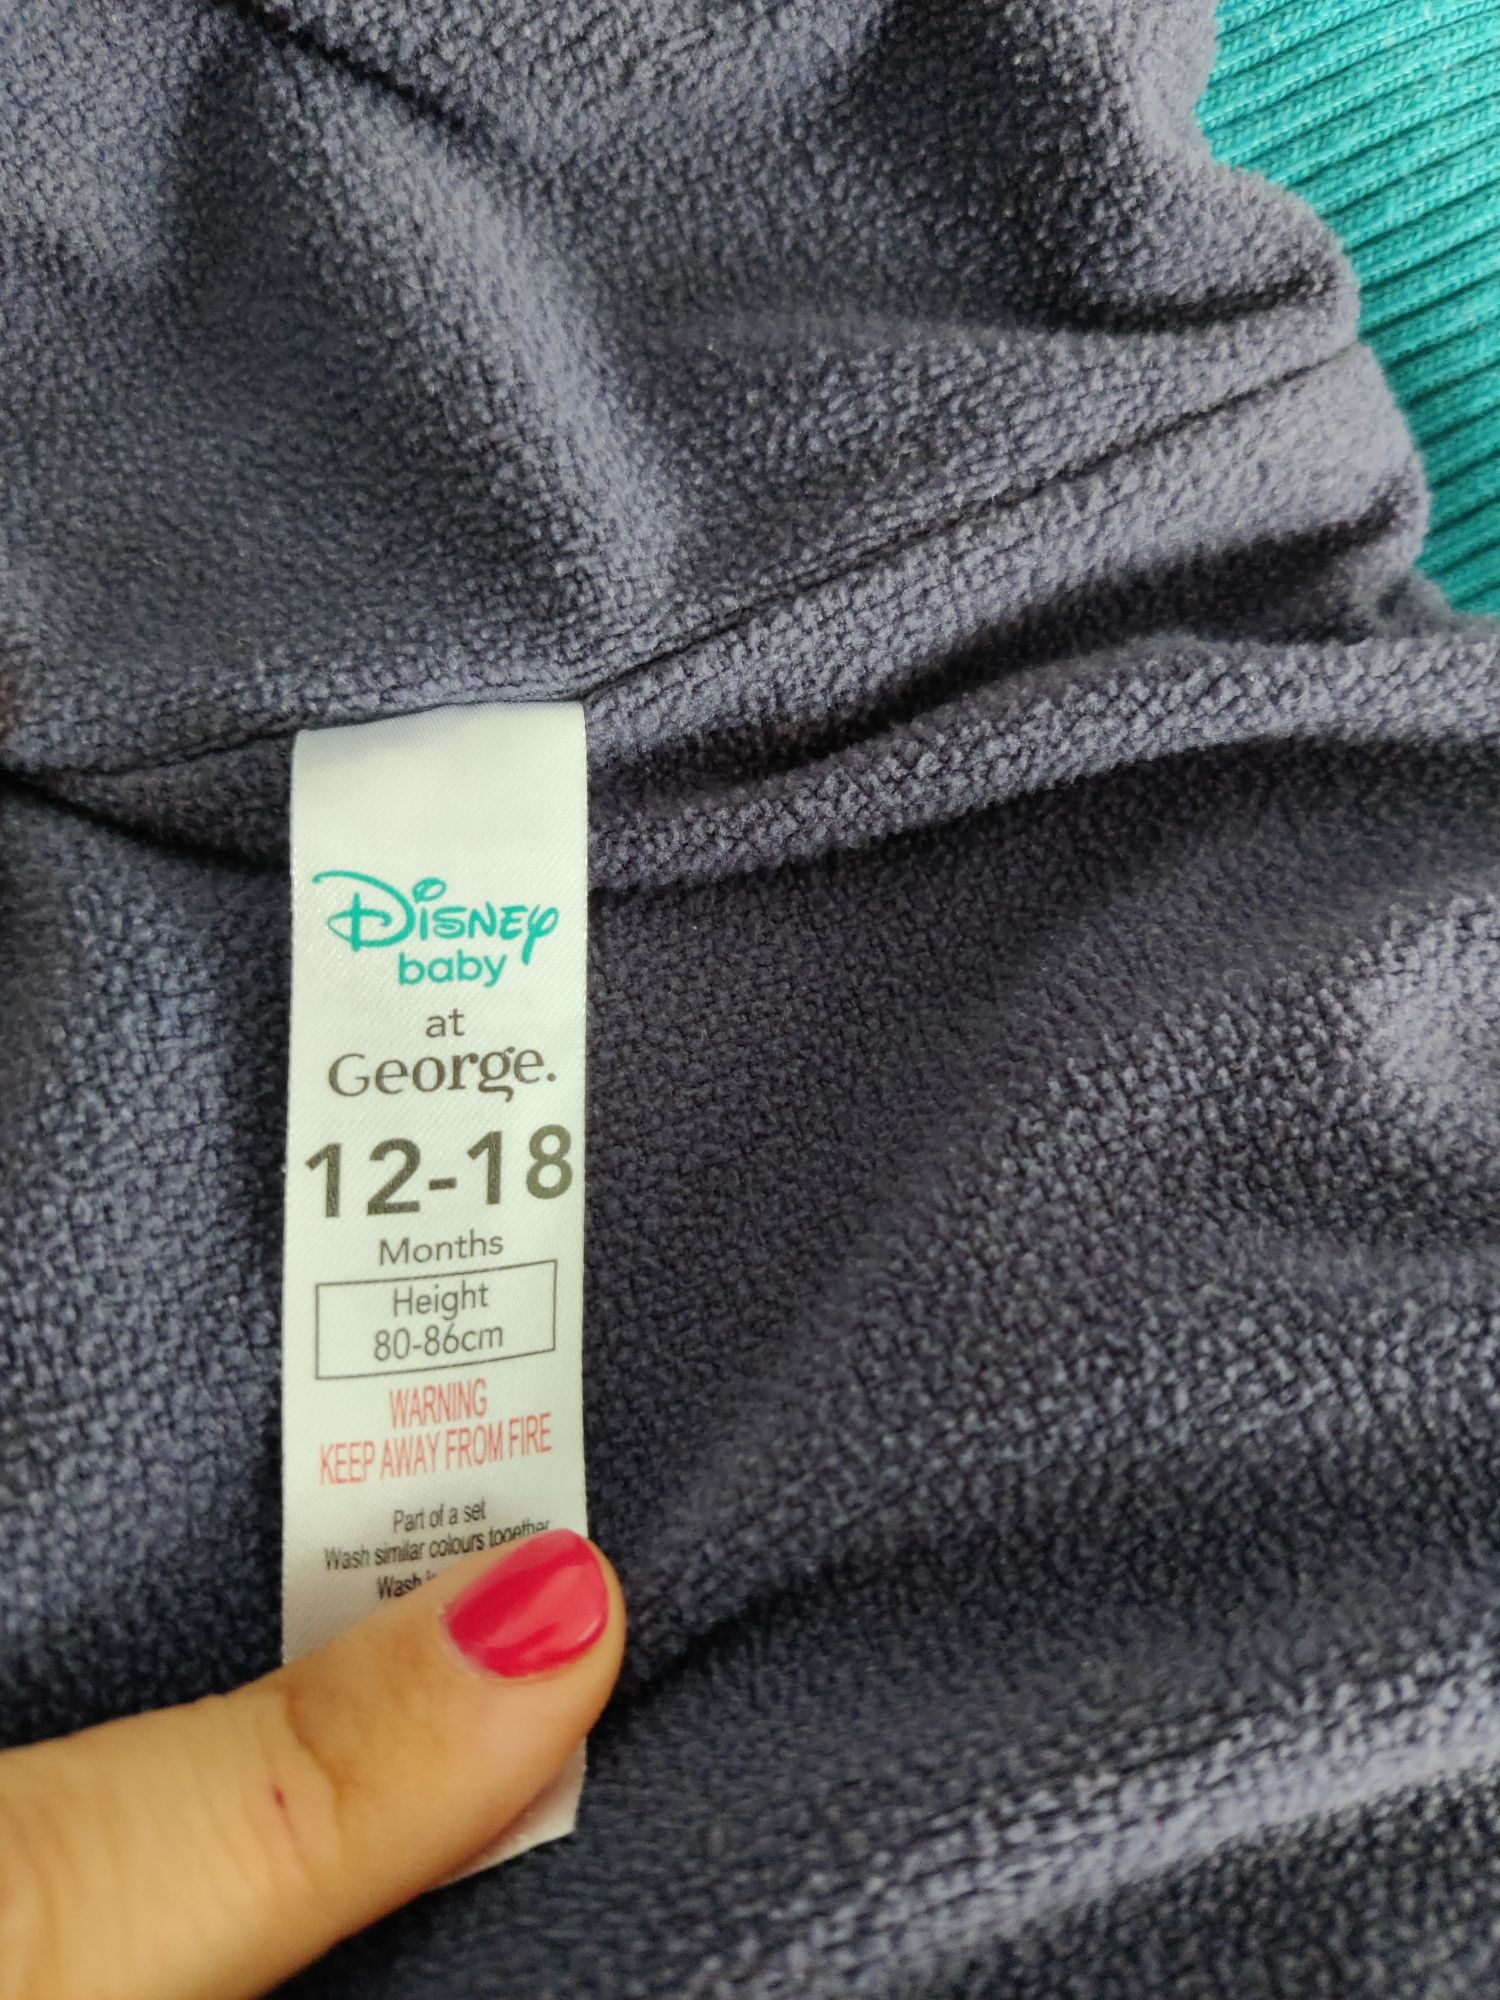 Disney
baby
at
George.
12-18
Months
Height
80-86cm
WARNING
KEEP AWAY FROM FIRE
Part of a set
Wash similar colours together
Wash